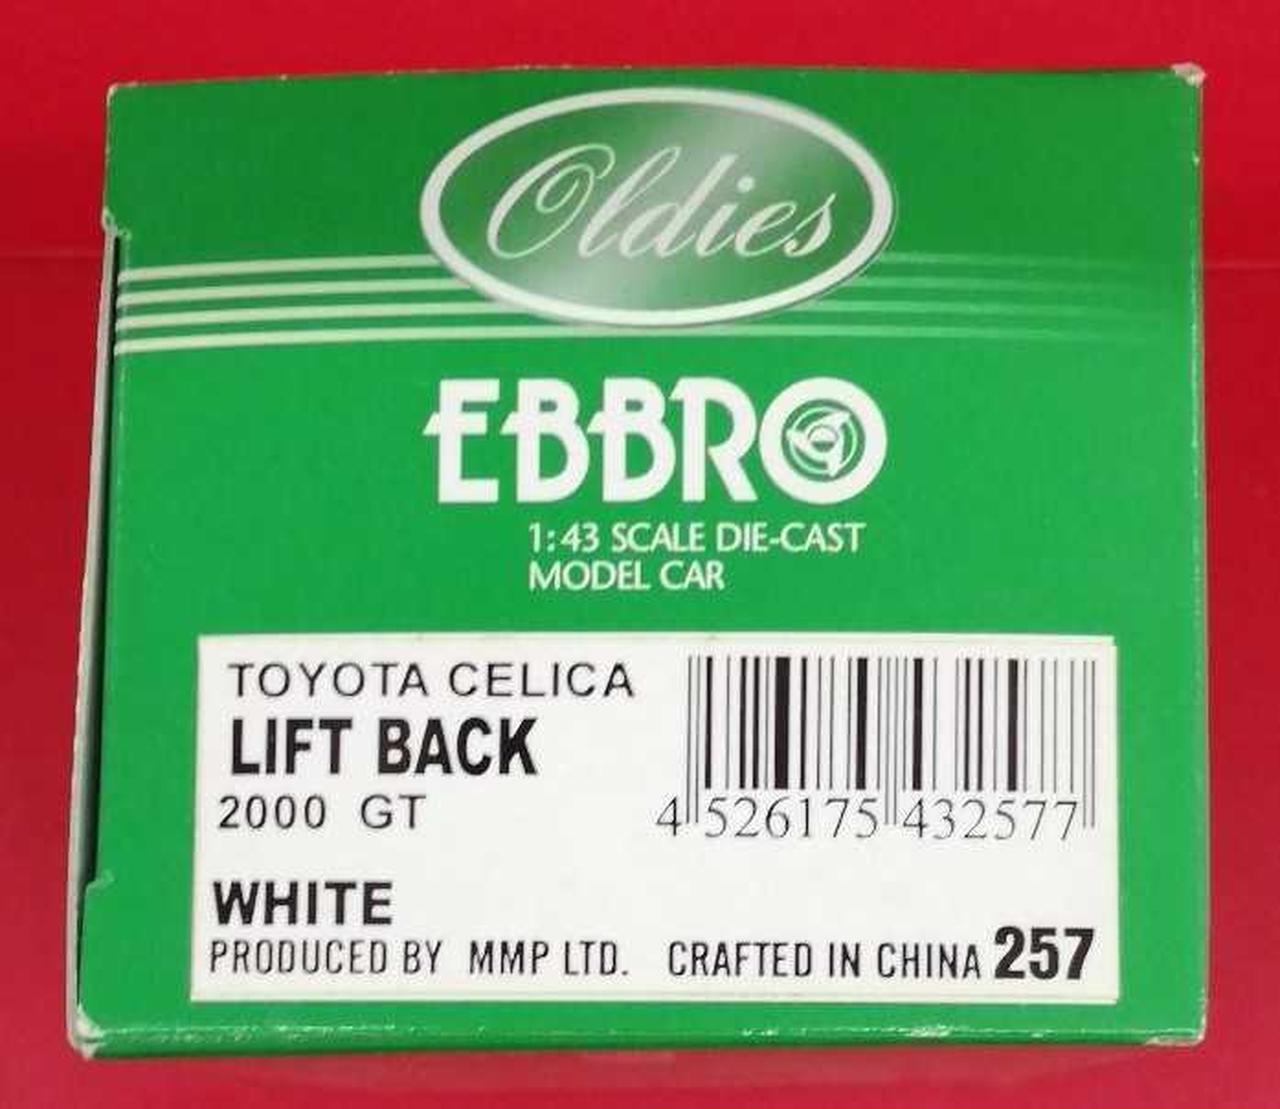 Oldies
EBBRO
1:43 SCALE DIE-CAST
MODEL CAR
TOYOTA CELICA
LIFT BACK
2000 GT
4 526175 432577
WHITE
PRODUCED BY MMP LTD. CRAFTED IN CHINA 257